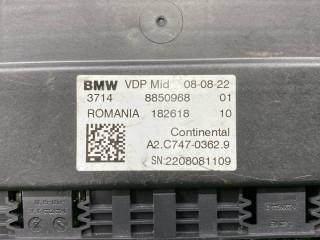 BMW VDP Mid 08-08-22
3714 8850968 01
ROMANIA 182618 10
Continental
A2.C747-0362.9
SN:2208081109